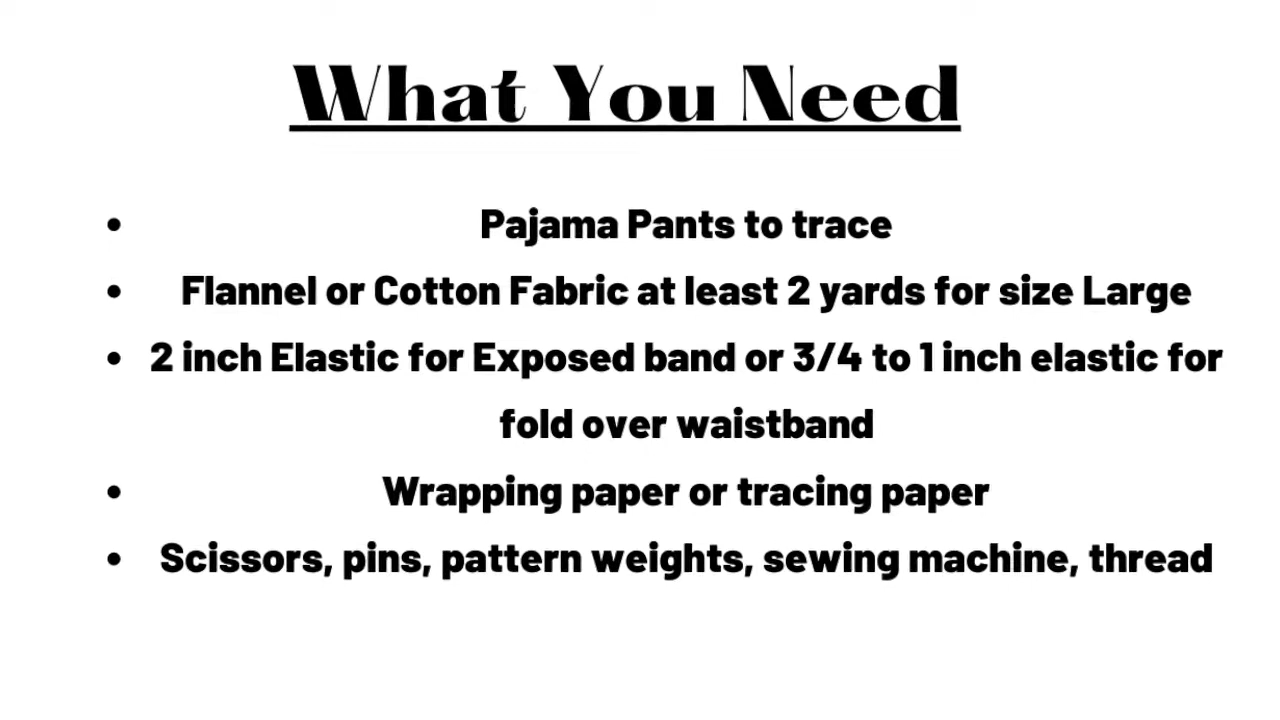 What You Need
• Pajama Pants to trace
• Flannel or Cotton Fabric at least 2 yards for size Large
• 2 inch Elastic for Exposed band or 3/4 to 1 inch elastic for
fold over waistband
• Wrapping paper or tracing paper
• Scissors, pins, pattern weights, sewing machine, thread